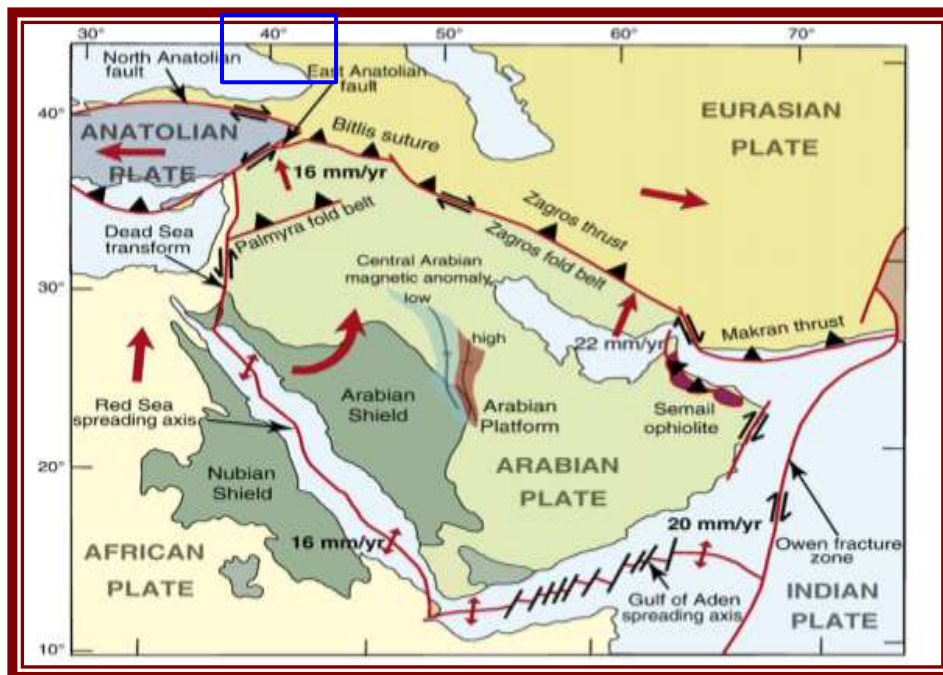 30°
40°
50°
60°
70°
North Anatolian
fault
East Anatolian
fault
40°
ANATOLIAN
PLATE
Bitlis suture
EURASIAN
PLATE
16 mm/yr
Dead Sea
transform
Palmyra fold belt
Zagros thrust
Zagros fold belt
Central Arabian
magnetic anomaly
low
high
30°
22 mm/yr
Makran thrust
Red Sea
spreading axis
Arabian
Shield
Arabian
Platform
Semail
ophiolite
20°
Nubian
Shield
ARABIAN
PLATE
16 mm/yr
20 mm/yr
Owen fracture
zone
AFRICAN
PLATE
Gulf of Aden
spreading axis
INDIAN
PLATE
10°